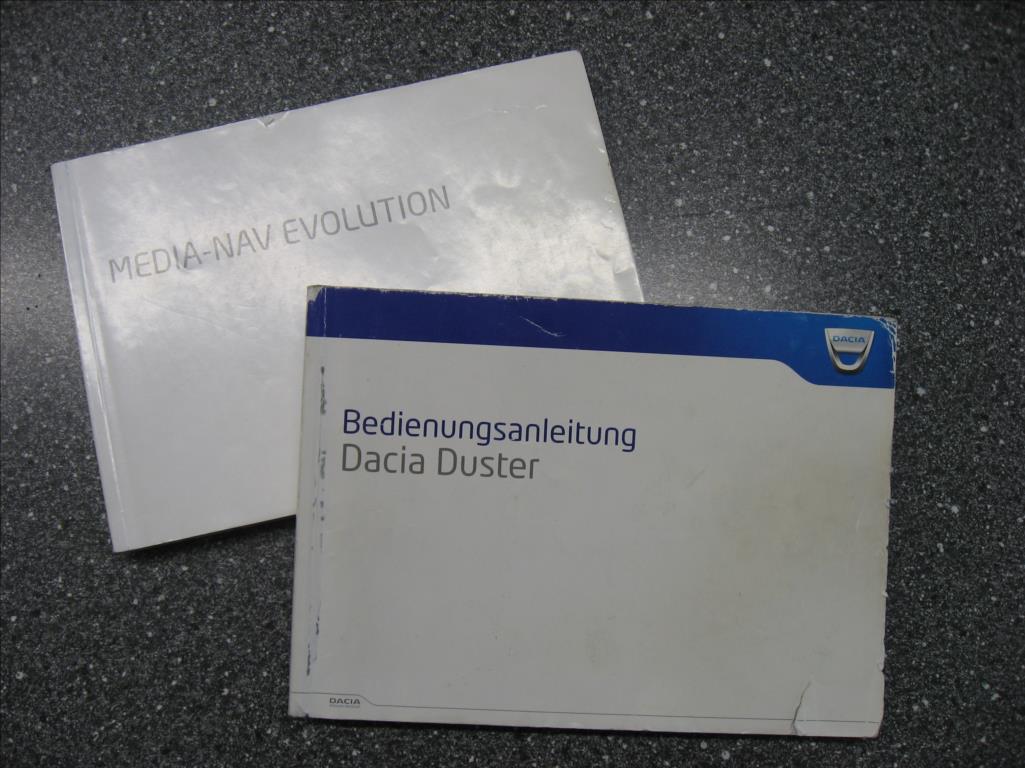 MEDIA-NAV EVOLUTION
DACIA
Bedienungsanleitung
Dacia Duster
DACIA